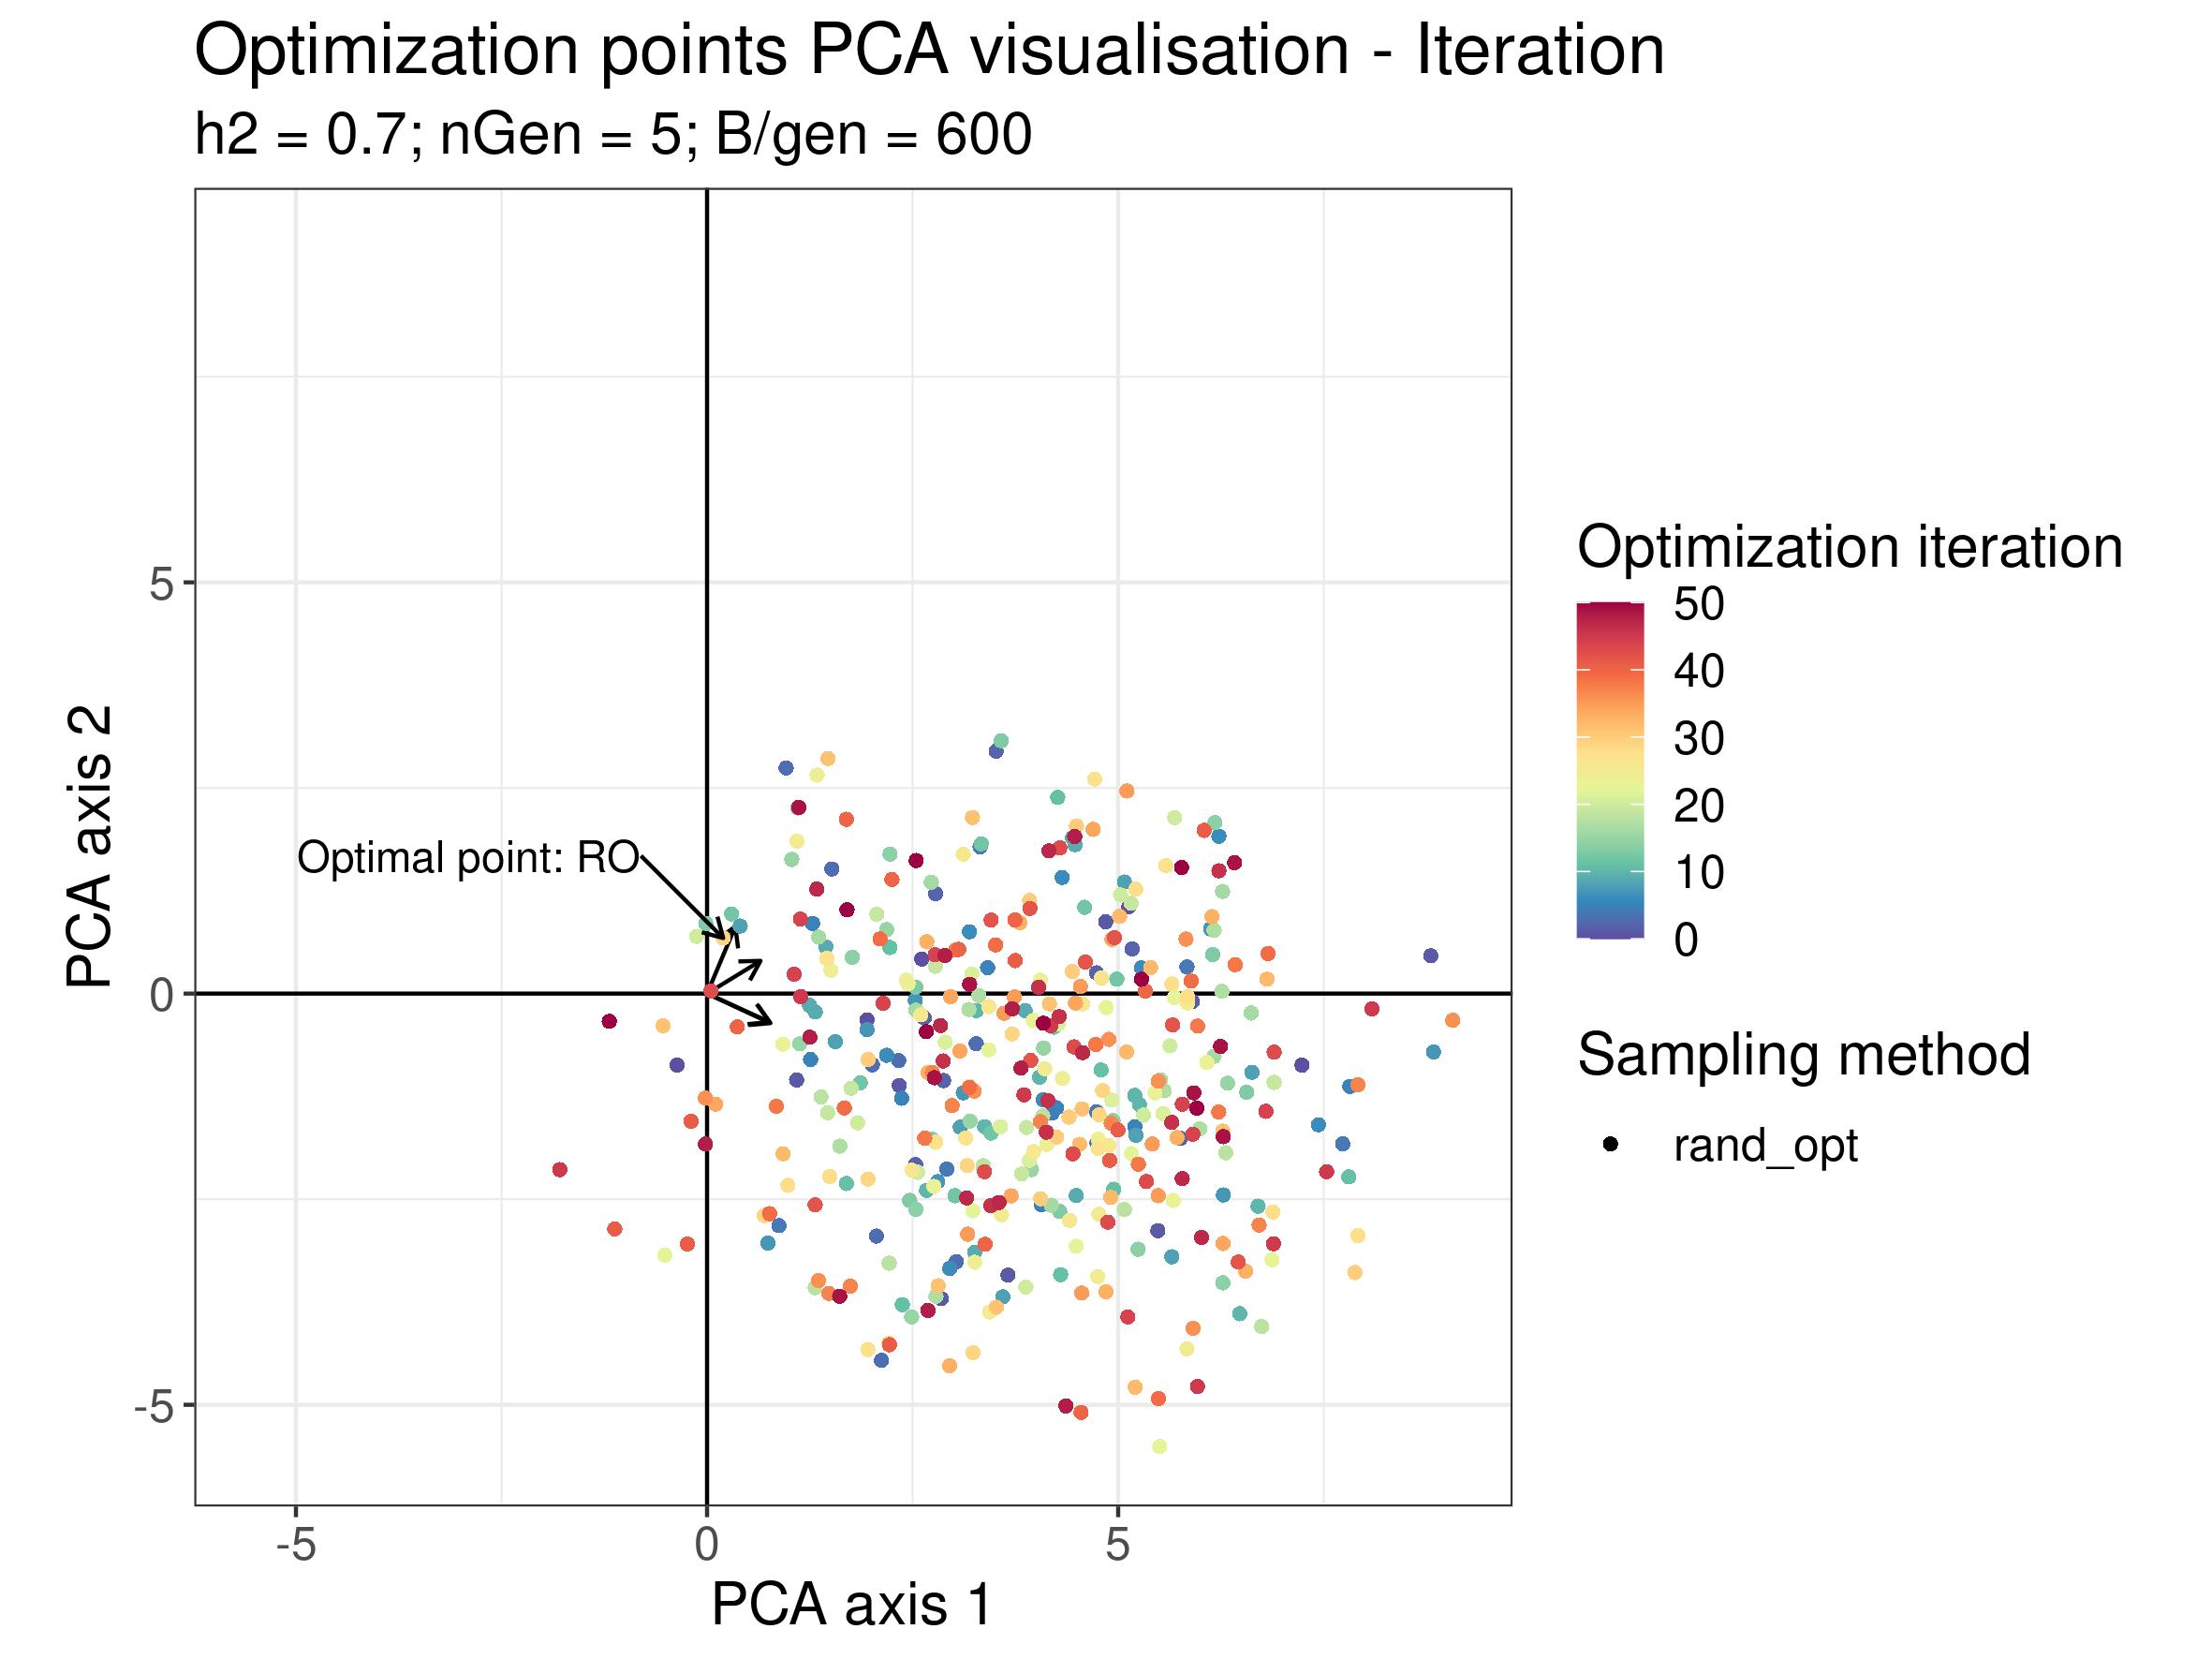 Optimization points PCA visualisation - Iteration
h2 = 0.7; nGen = 5; B/gen = 600
PCA axis 2
5
0
-5
Optimal point: RO
-5
0
5
PCA axis 1
Optimization iteration
50
40
30
20
10
0
Sampling method
rand_opt